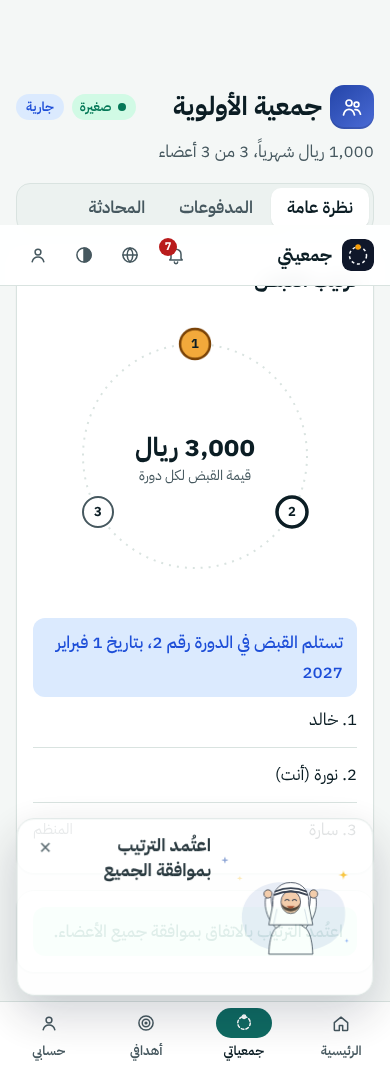 جمعية الأولوية
صغيرة
جارية
1,000 ريال شهرياً، 3 من 3 أعضاء
نظرة عامة
المدفوعات
المحادثة
جمعيتي
7
ترتيب القبض
1
3,000 ريال
قيمة القبض لكل دورة
2
3
تستلم القبض في الدورة رقم 2، بتاريخ 1 فبراير
2027
1. خالد
2. نورة (أنت)
3. سارة
المنظم
اعتُمد الترتيب
بموافقة الجميع
اعتُمد الترتيب بالاتفاق بموافقة جميع الأعضاء.
الرئيسية
جمعياتي
أهدافي
حسابي